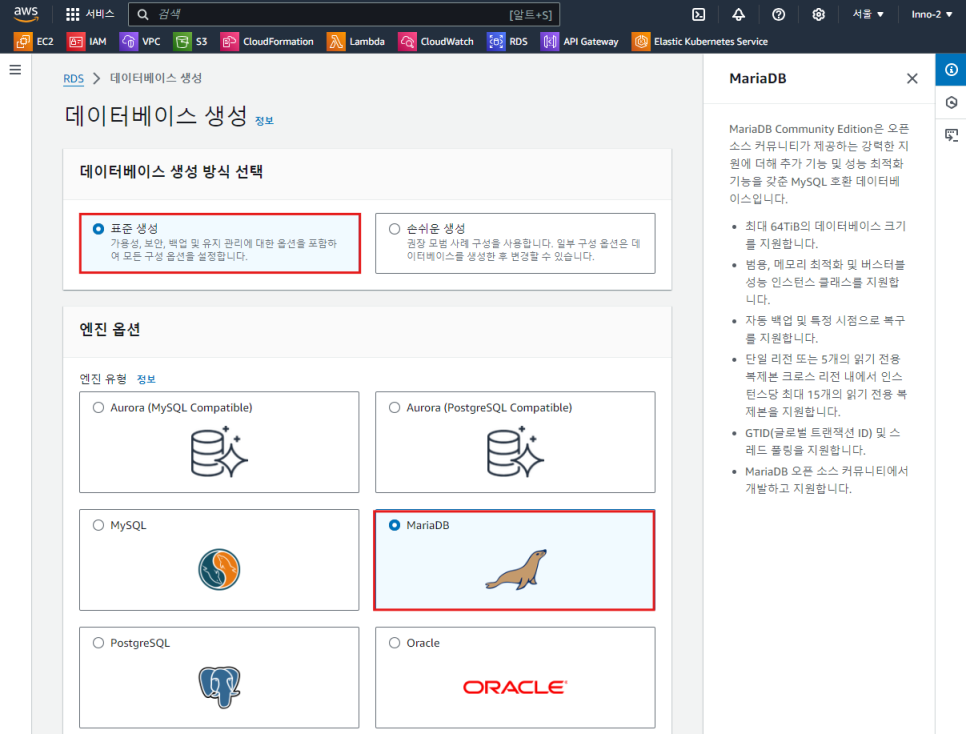 aws
서비스
검색
[알트+S]
서울 ▼
Inno-2 ▼
EC2
IAM
VPC
S3
CloudFormation
Lambda
CloudWatch
RDS
API Gateway
Elastic Kubernetes Service
RDS > 데이터베이스 생성
데이터베이스 생성 정보
데이터베이스 생성 방식 선택
표준 생성
가용성, 보안, 백업 및 유지 관리에 대한 옵션을 포함하
여 모든 구성 옵션을 설정합니다.
손쉬운 생성
권장 모범 사례 구성을 사용합니다. 일부 구성 옵션은 데
이터베이스를 생성한 후 변경할 수 있습니다.
엔진 옵션
엔진 유형 정보
Aurora (MySQL Compatible)
Aurora (PostgreSQL Compatible)
MySQL
MariaDB
PostgreSQL
Oracle
ORACLE
MariaDB
MariaDB Community Edition은 오픈
소스 커뮤니티가 제공하는 강력한 지
원에 더해 추가 기능 및 성능 최적화
기능을 갖춘 MySQL 호환 데이터베
이스입니다.
• 최대 64TiB의 데이터베이스 크기
를 지원합니다.
• 범용, 메모리 최적화 및 버스터블
성능 인스턴스 클래스를 지원합
니다.
• 자동 백업 및 특정 시점으로 복구
를 지원합니다.
• 단일 리전 또는 5개의 읽기 전용
복제본 크로스 리전 내에서 인스
턴스당 최대 15개의 읽기 전용 복
제본을 지원합니다.
• GTID(글로벌 트랜잭션 ID) 및 스
레드 풀링을 지원합니다.
• MariaDB 오픈 소스 커뮤니티에서
개발하고 지원합니다.